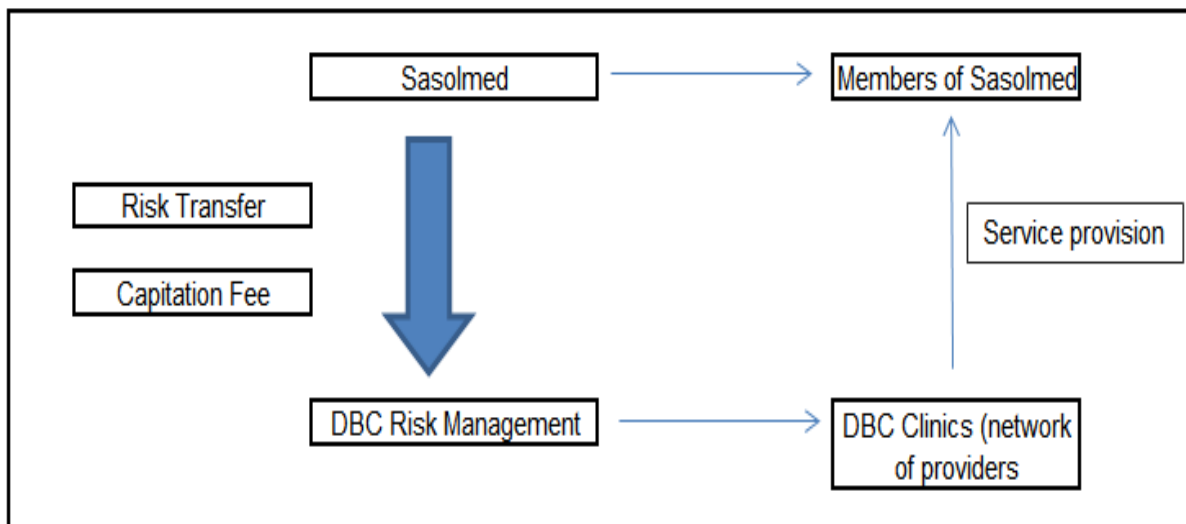 Sasolmed
Members of Sasolmed
Risk Transfer
Service provision
Capitation Fee
DBC Risk Management
DBC Clinics (network
of providers